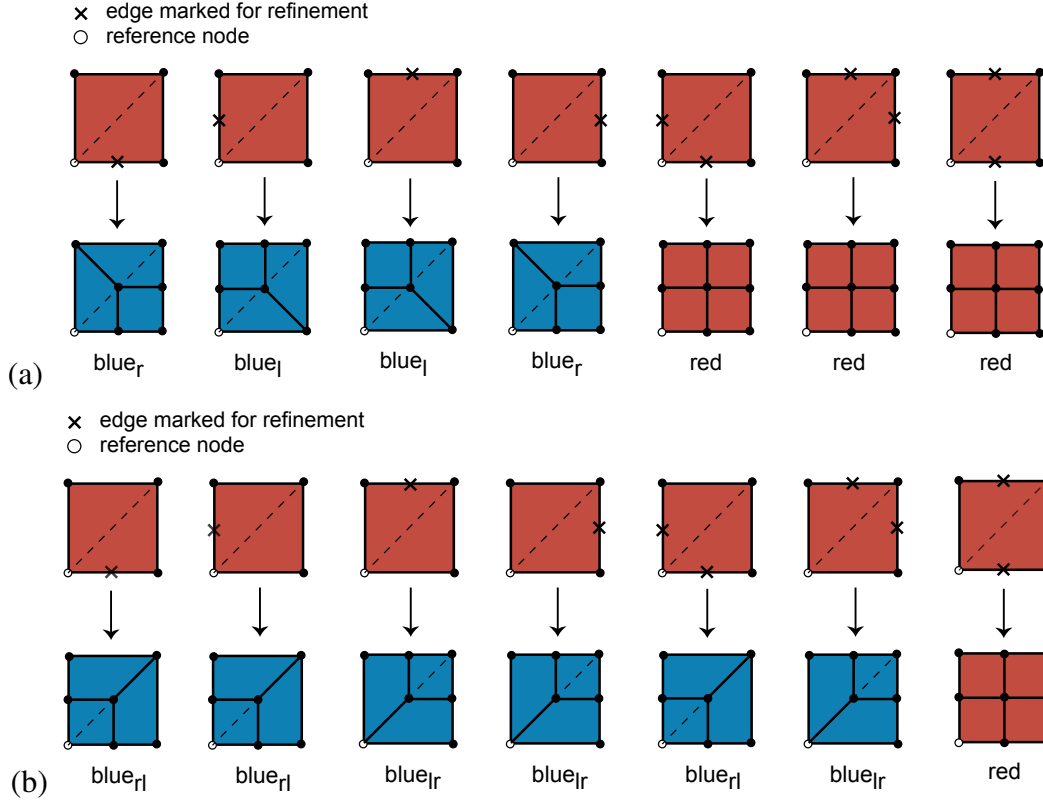 edge marked for refinement
reference node
blue_r blue_l blue_l blue_r red red red
(a)
edge marked for refinement
reference node
blue_rl blue_rl blue_lr blue_lr blue_rl blue_lr red
(b)